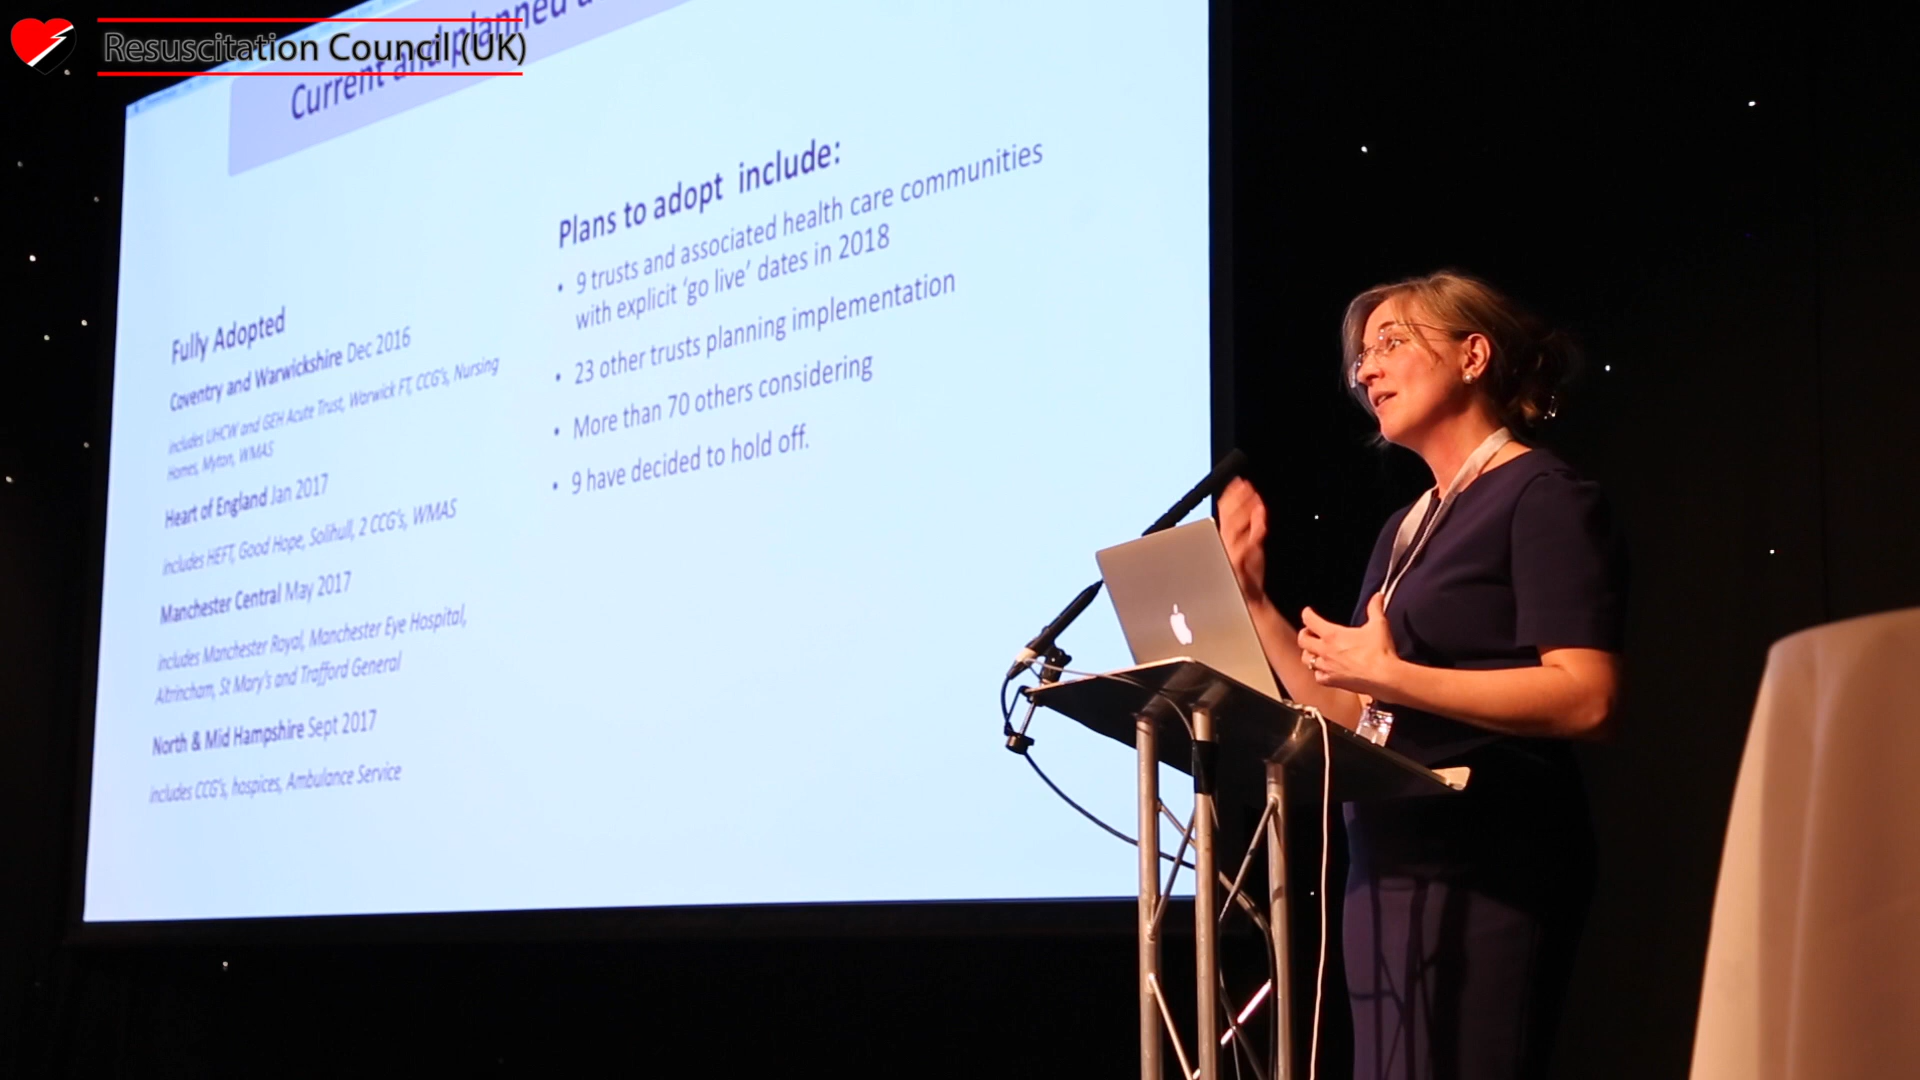 Resuscitation Council (UK)
Current and planned
Fully Adopted
Coventry and Warwickshire Dec 2016
includes UHCW and GEH Acute Trust, Warwick FT, CCG's, Nursing
Homes, Myton, WMAS
Heart of England Jan 2017
includes HEFT, Good Hope, Solihull, 2 CCG's, WMAS
Manchester Central May 2017
includes Manchester Royal, Manchester Eye Hospital,
Altrincham, St Mary's and Trafford General
North & Mid Hampshire Sept 2017
includes CCG's, hospices, Ambulance Service
Plans to adopt include:
• 9 trusts and associated health care communities
with explicit 'go live' dates in 2018
• 23 other trusts planning implementation
• More than 70 others considering
• 9 have decided to hold off.